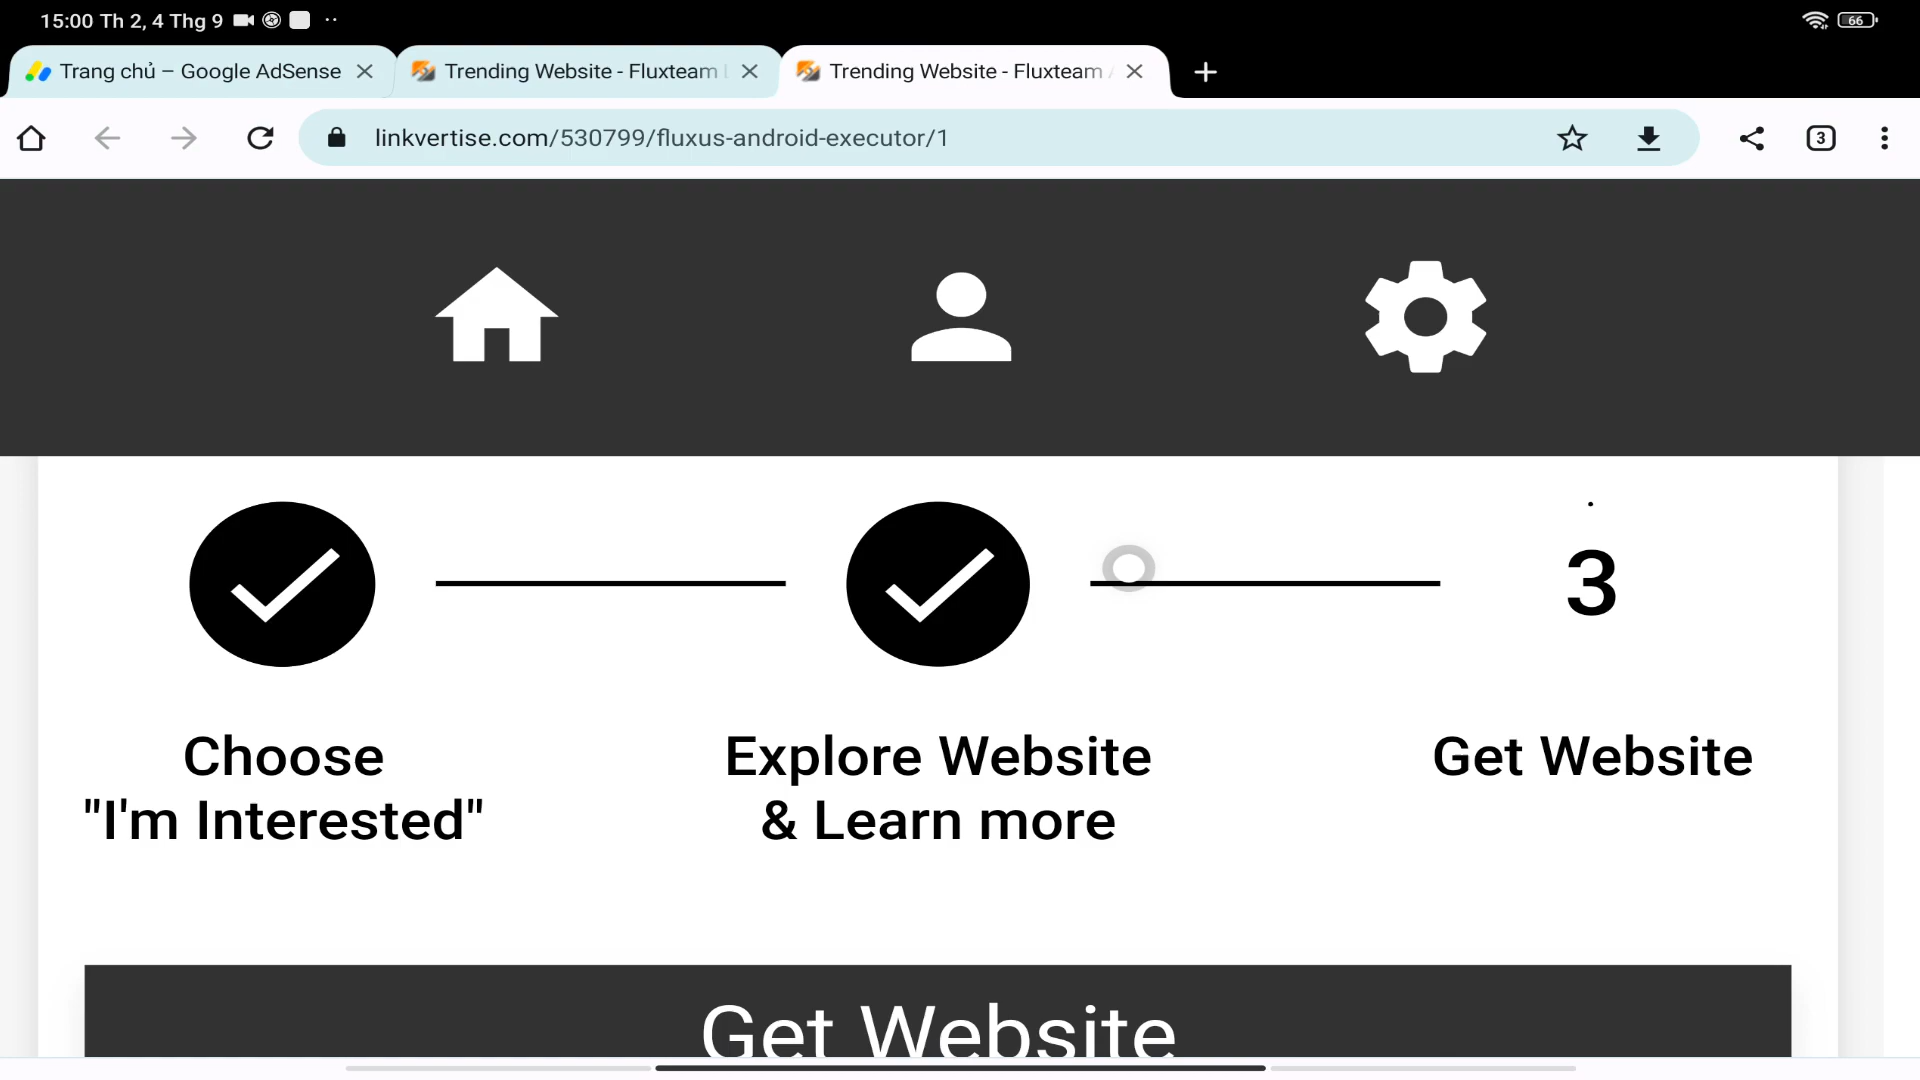 15:00 Th 2, 4 Thg 9
66
Trang chủ – Google AdSense
Trending Website - Fluxteam
Trending Website - Fluxteam
linkvertise.com/530799/fluxus-android-executor/1
3
3
Choose
"I'm Interested"
Explore Website
& Learn more
Get Website
Get Website